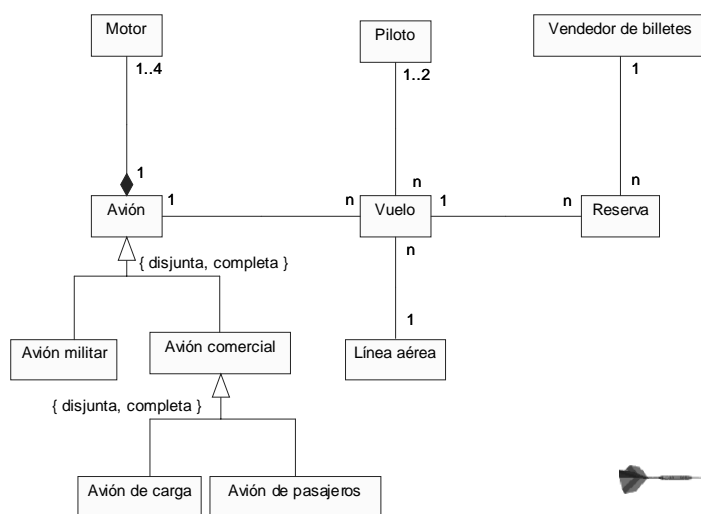 Motor
Piloto
Vendedor de billetes
1..4
1..2
1
1
n
n
Avión
1
n
Vuelo
1
n
Reserva
{ disjunta, completa }
n
1
Avión militar
Avión comercial
Línea aérea
{ disjunta, completa }
Avión de carga
Avión de pasajeros